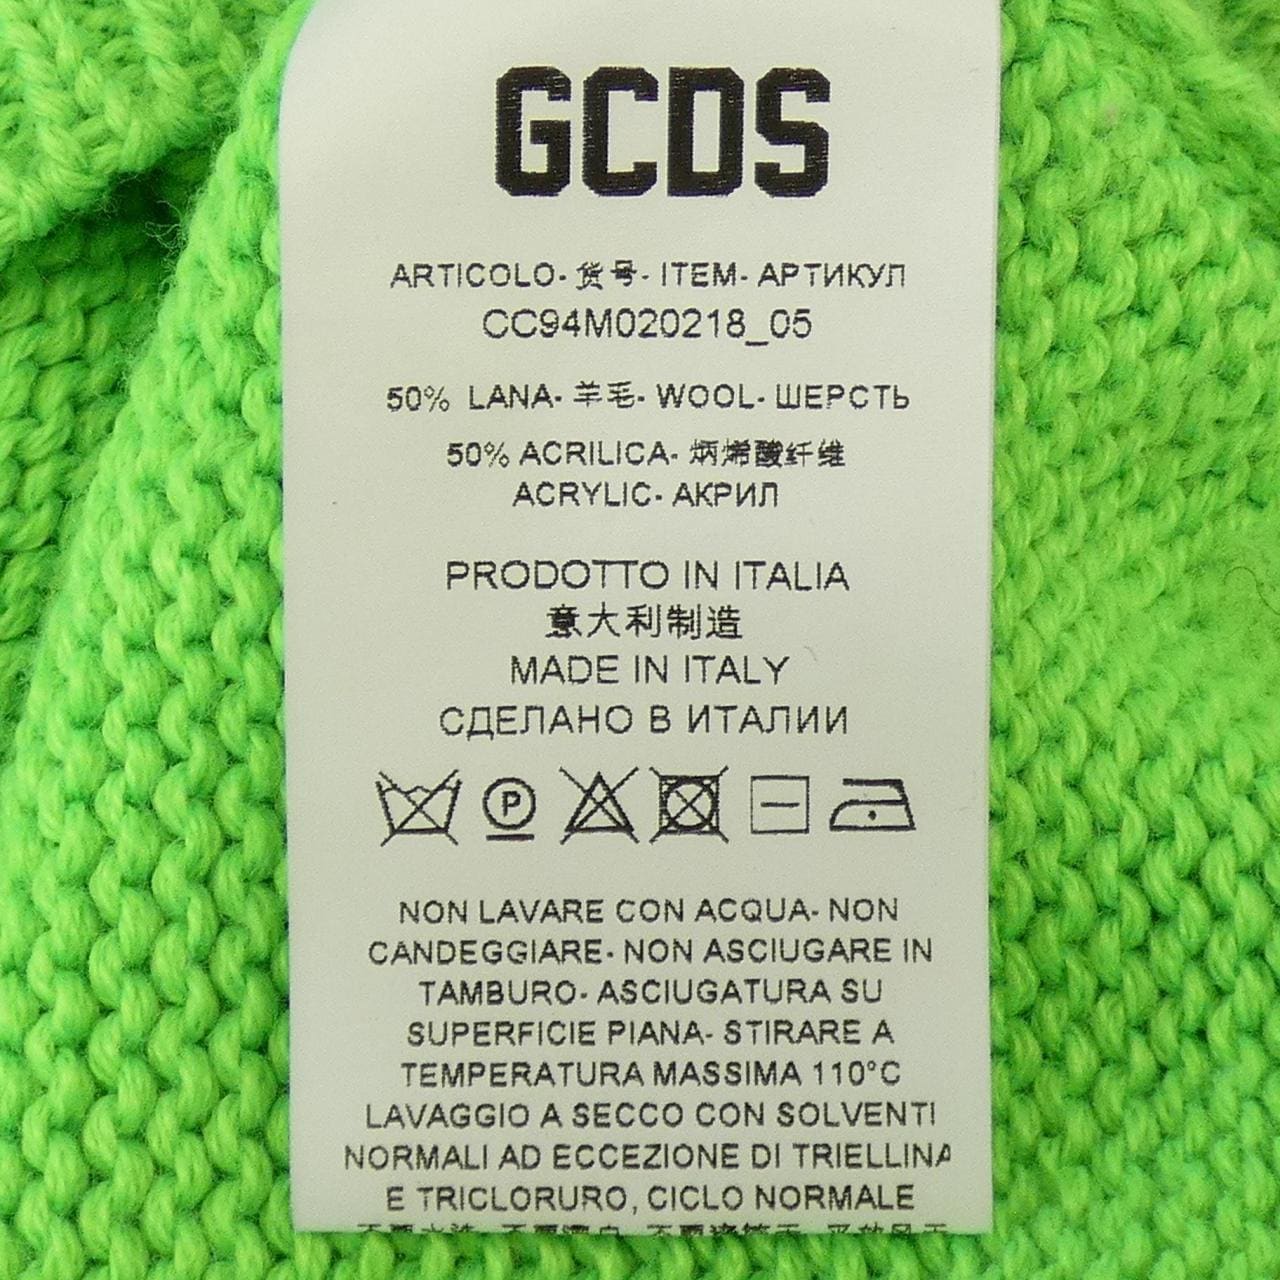 GCDS
ARTICOLO- 货号- ITEM- АРТИКУЛ
CC94M020218_05
50% LANA- 羊毛- WOOL- ШЕРСТЬ
50% ACRILICA- 炳烯酸纤维
ACRYLIC- АКРИЛ
PRODOTTO IN ITALIA
意大利制造
MADE IN ITALY
СДЕЛАНО В ИТАЛИИ
P
NON LAVARE CON ACQUA- NON
CANDEGGIARE- NON ASCIUGARE IN
TAMBURO- ASCIUGATURA SU
SUPERFICIE PIANA- STIRARE A
TEMPERATURA MASSIMA 110°C
LAVAGGIO A SECCO CON SOLVENTI
NORMALI AD ECCEZIONE DI TRIELLINA
E TRICLORURO, CICLO NORMALE